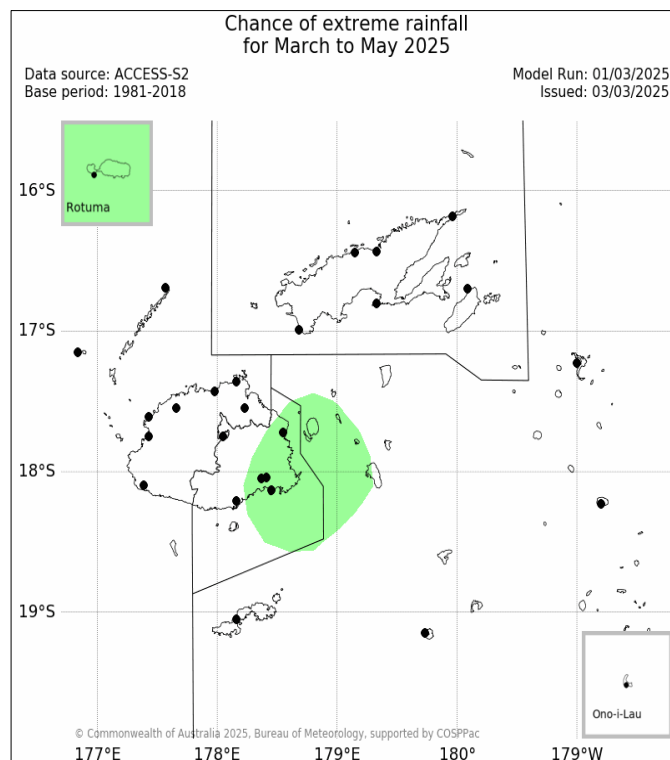 Chance of extreme rainfall
for March to May 2025
Data source: ACCESS-S2
Base period: 1981-2018
Model Run: 01/03/2025
Issued: 03/03/2025
Rotuma
16°S
17°S
18°S
19°S
Ono-i-Lau
© Commonwealth of Australia 2025, Bureau of Meteorology, supported by COSPPac
177°E
178°E
179°E
180°
179°W